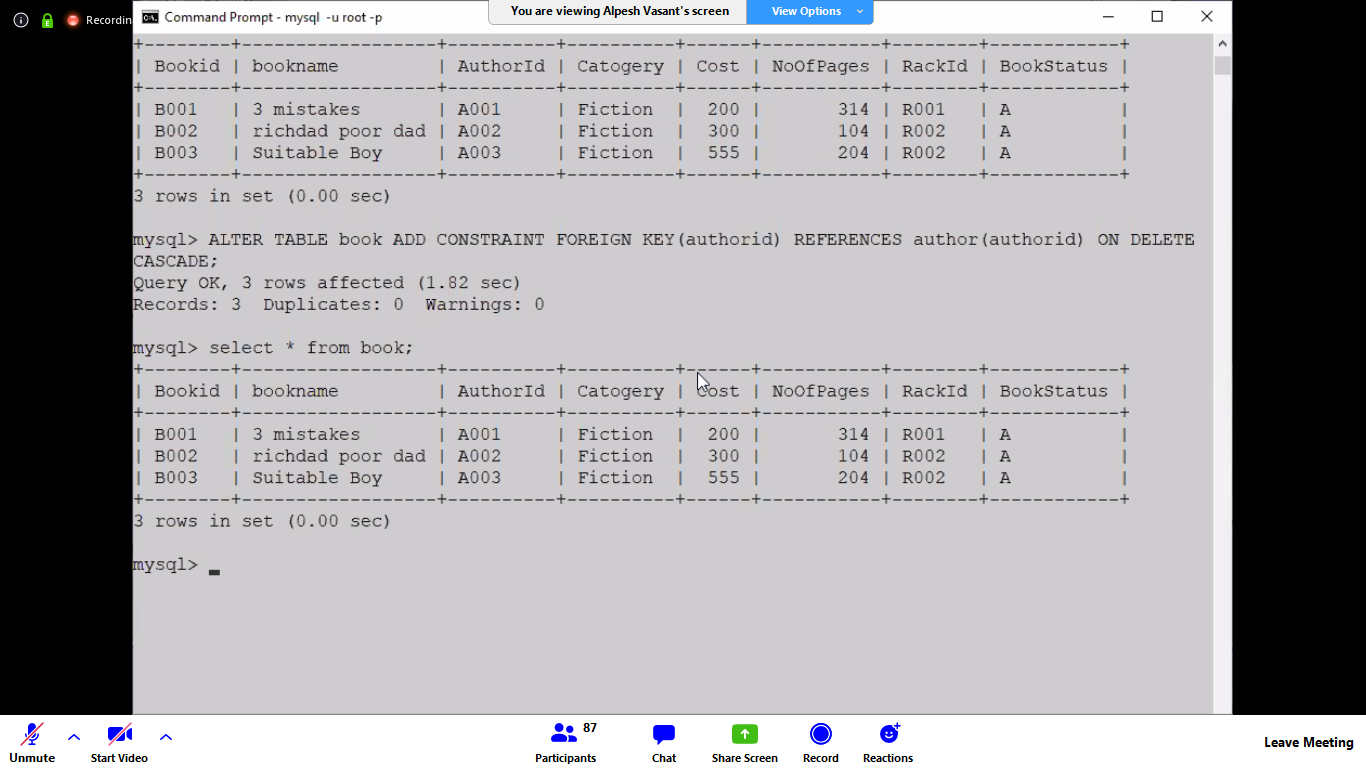 Recordin
Command Prompt - mysql -u root -p
You are viewing Alpesh Vasant's screen
View Options
+--------+------------------+----------+----------+------+-----------+--------+------------+
| Bookid | bookname         | AuthorId | Catogery | Cost | NoOfPages | RackId | BookStatus |
+--------+------------------+----------+----------+------+-----------+--------+------------+
| B001   | 3 mistakes       | A001     | Fiction  |  200 |       314 | R001   | A          |
| B002   | richdad poor dad | A002     | Fiction  |  300 |       104 | R002   | A          |
| B003   | Suitable Boy     | A003     | Fiction  |  555 |       204 | R002   | A          |
+--------+------------------+----------+----------+------+-----------+--------+------------+
3 rows in set (0.00 sec)
mysql> ALTER TABLE book ADD CONSTRAINT FOREIGN KEY(authorid) REFERENCES author(authorid) ON DELETE
CASCADE;
Query OK, 3 rows affected (1.82 sec)
Records: 3  Duplicates: 0  Warnings: 0
mysql> select * from book;
+--------+------------------+----------+----------+------+-----------+--------+------------+
| Bookid | bookname         | AuthorId | Catogery | Cost | NoOfPages | RackId | BookStatus |
+--------+------------------+----------+----------+------+-----------+--------+------------+
| B001   | 3 mistakes       | A001     | Fiction  |  200 |       314 | R001   | A          |
| B002   | richdad poor dad | A002     | Fiction  |  300 |       104 | R002   | A          |
| B003   | Suitable Boy     | A003     | Fiction  |  555 |       204 | R002   | A          |
+--------+------------------+----------+----------+------+-----------+--------+------------+
3 rows in set (0.00 sec)
mysql> _
Unmute
Start Video
87
Participants
Chat
Share Screen
Record
Reactions
Leave Meeting